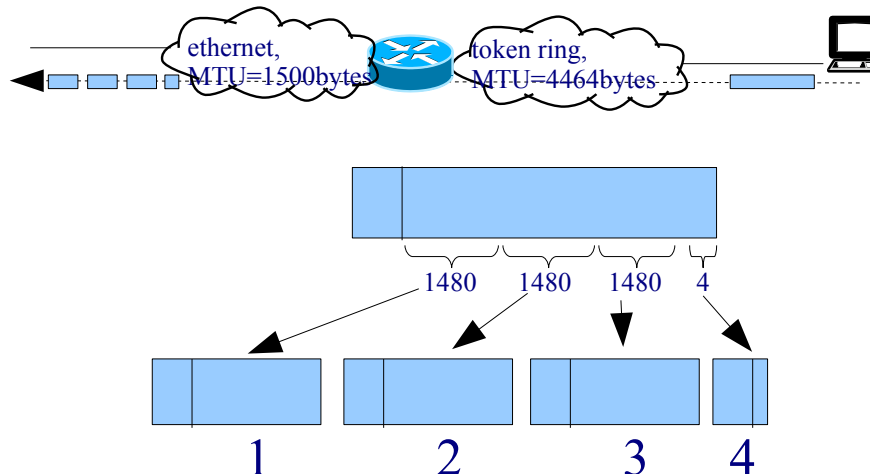 ethernet,
MTU=1500bytes
token ring,
MTU=4464bytes
1480
1480
1480
4
1
2
3
4